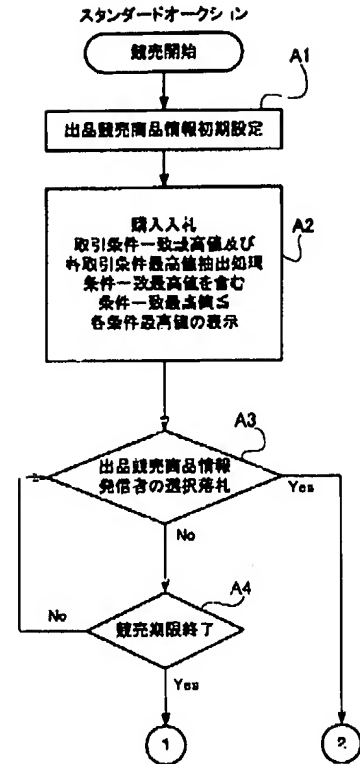 スタンダードオークション
競売開始
A1
出品競売商品情報初期設定
購入入札
A2
取引条件一致最高値及び
各取引条件最高値抽出処理
条件一致最高値を含む
条件一致最高値≦
各条件最高値の表示
A3
出品競売商品情報
発信者の選択落札
Yes
No
A4
No
競売期限終了
Yes
1
2